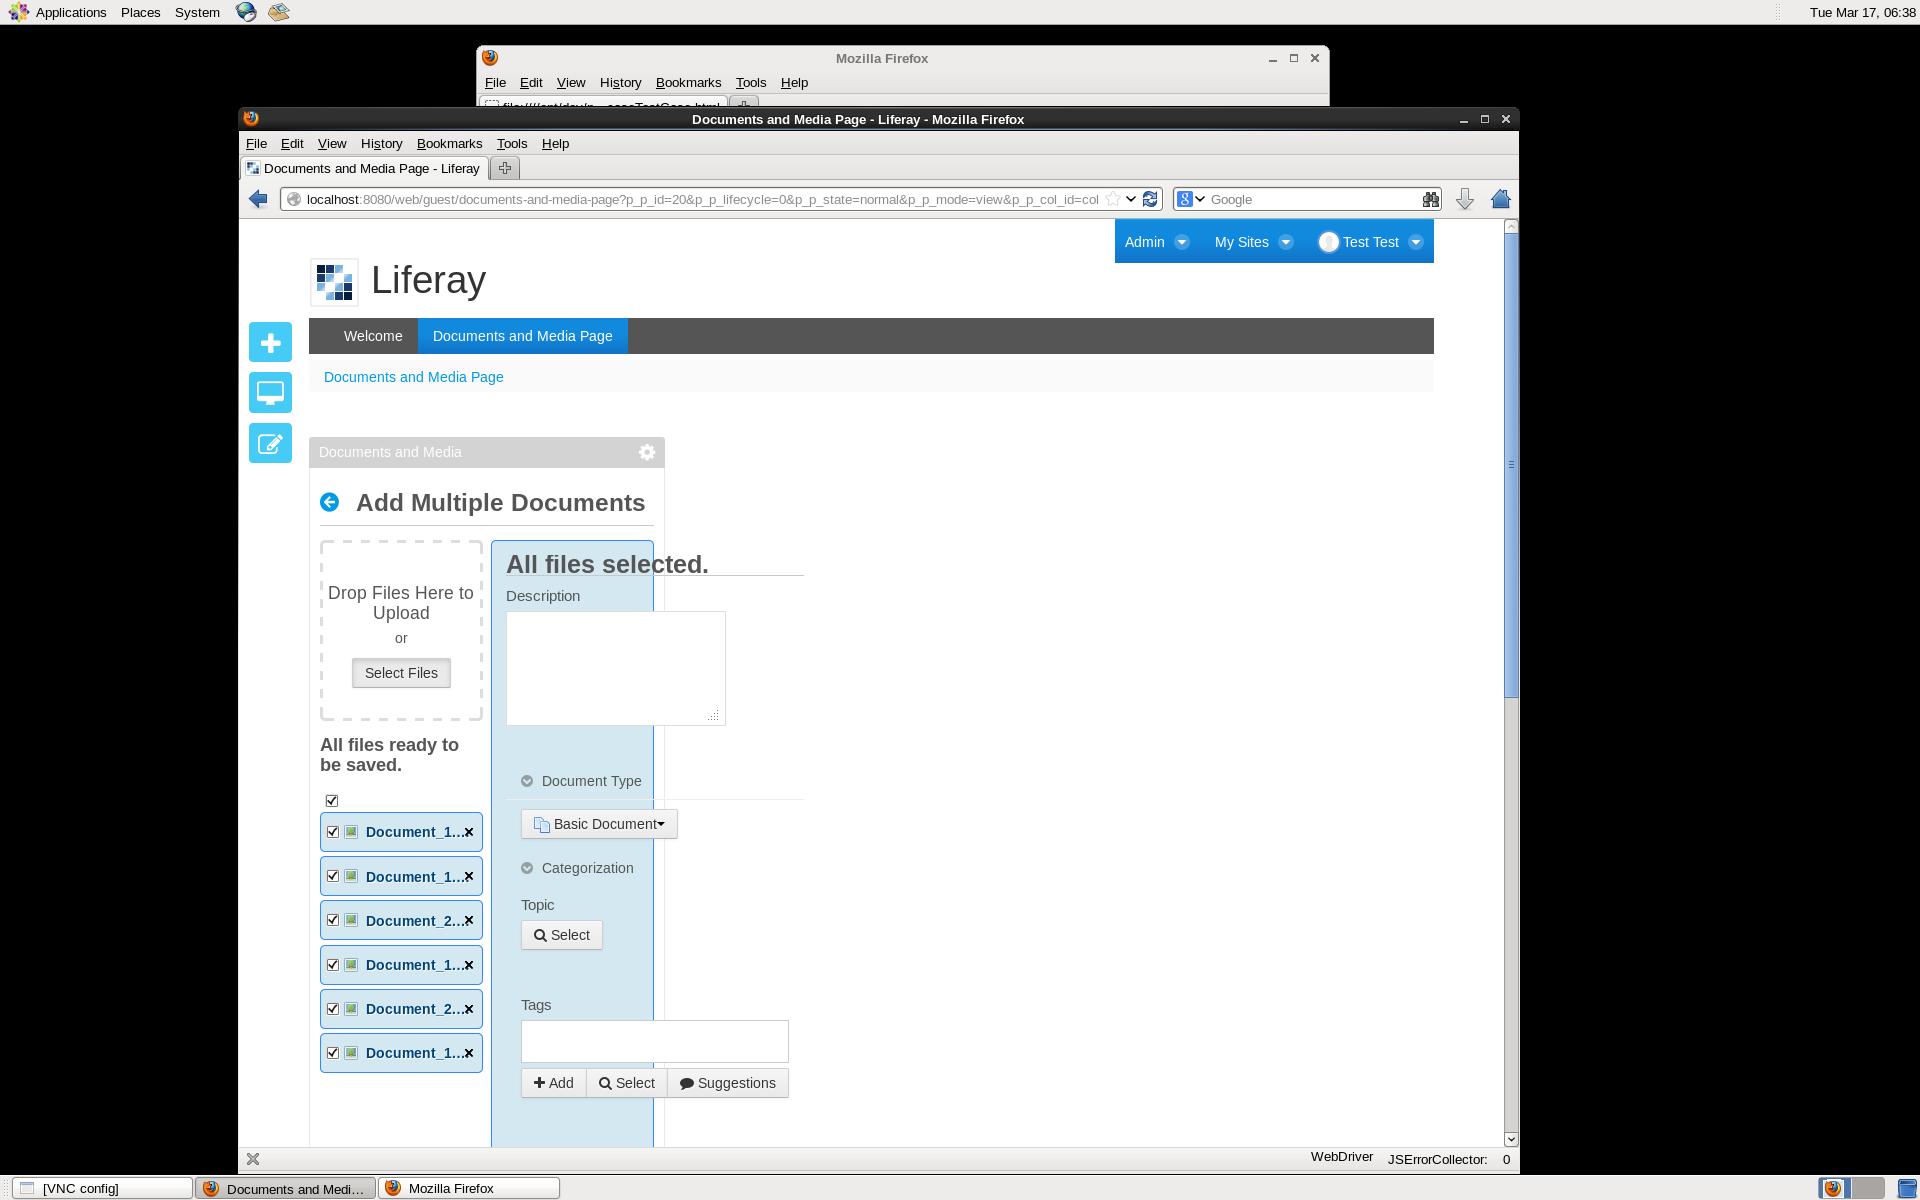 Applications Places System Tue Mar 17, 06:38
Mozilla Firefox
File Edit View History Bookmarks Tools Help
Documents and Media Page - Liferay - Mozilla Firefox
File Edit View History Bookmarks Tools Help
Documents and Media Page - Liferay
localhost:8080/web/guest/documents-and-media-page?p_p_id=20&p_p_lifecycle=0&p_p_state=normal&p_p_mode=view&p_p_col_id=col Google
Admin My Sites Test Test
Liferay
Welcome Documents and Media Page
Documents and Media Page
Documents and Media
Add Multiple Documents
All files selected.
Drop Files Here to
Upload
or
Select Files
Description
All files ready to
be saved.
Document_1...
Document_1...
Document_2...
Document_1...
Document_2...
Document_1...
Document Type
Basic Document
Categorization
Topic
Select
Tags
Add Select Suggestions
WebDriver JSErrorCollector: 0
[VNC config] Documents and Medi... Mozilla Firefox